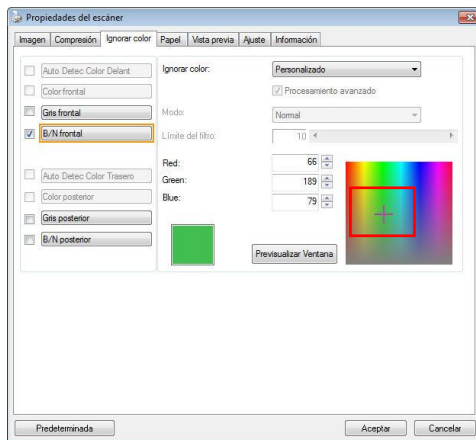 Propiedades del escáner
Imagen Compresión Ignorar color Papel Vista previa Ajuste Información
Auto Detec Color Delant
Color frontal
Gris frontal
B/N frontal
Auto Detec Color Trasero
Color posterior
Gris posterior
B/N posterior
Ignorar color: Personalizado
Procesamiento avanzado
Modo: Normal
Límite del filtro: 10
Red: 66
Green: 189
Blue: 79
Previsualizar Ventana
Predeterminada Aceptar Cancelar